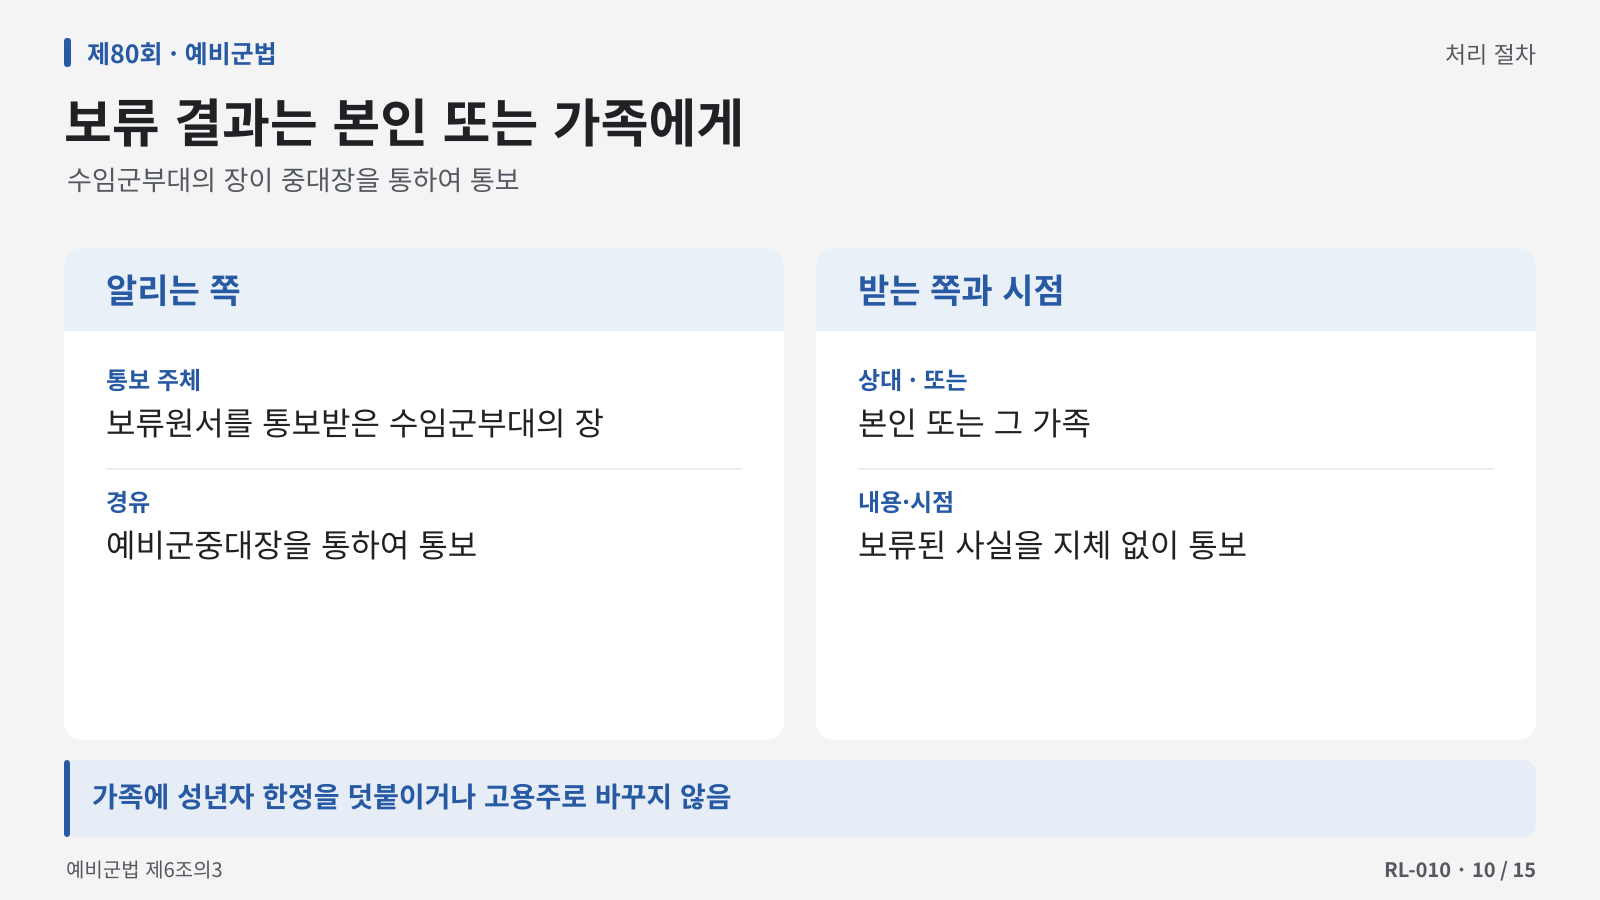 제80회 · 예비군법
처리 절차
보류 결과는 본인 또는 가족에게
수임군부대의 장이 중대장을 통하여 통보
알리는 쪽
통보 주체
보류원서를 통보받은 수임군부대의 장
경유
예비군중대장을 통하여 통보
받는 쪽과 시점
상대 · 또는
본인 또는 그 가족
내용·시점
보류된 사실을 지체 없이 통보
가족에 성년자 한정을 덧붙이거나 고용주로 바꾸지 않음
예비군법 제6조의3
RL-010 · 10 / 15